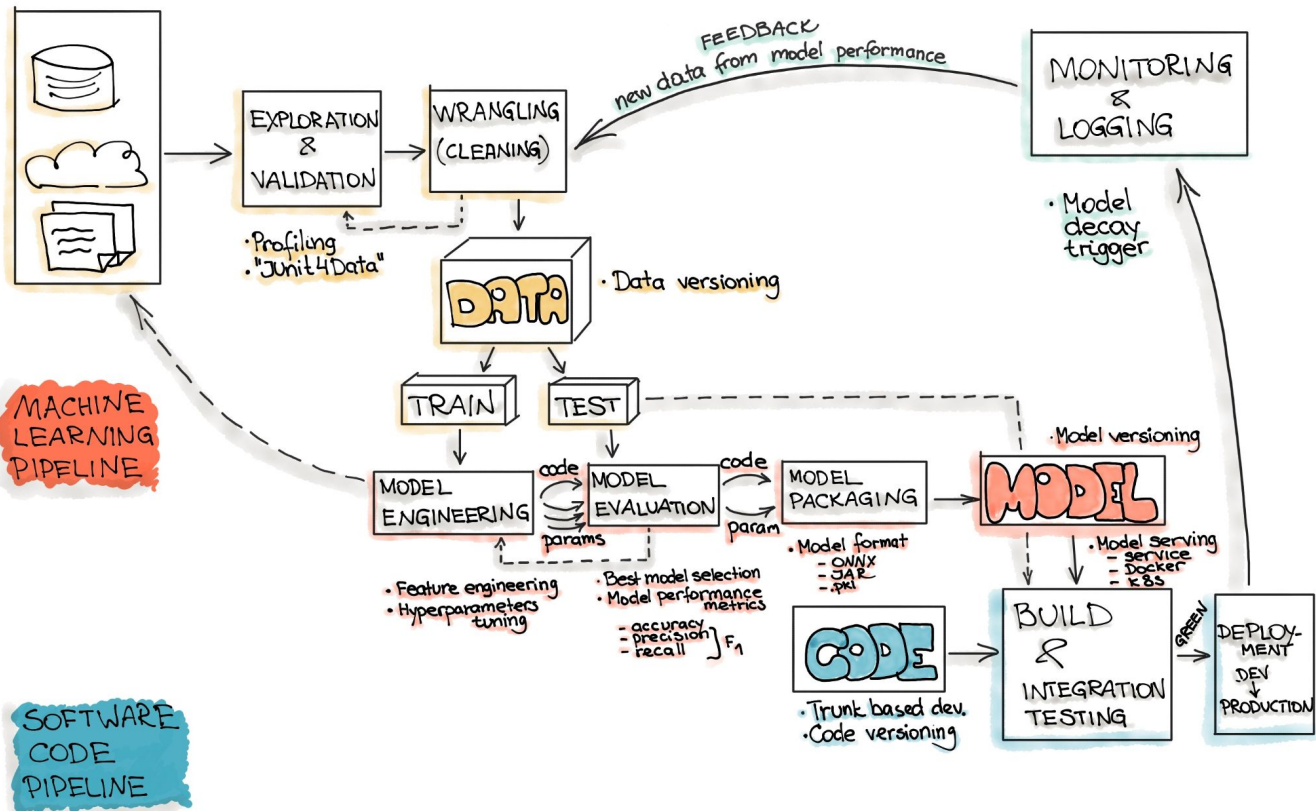 FEEDBACK
new data from model performance
MONITORING
&
LOGGING
EXPLORATION
&
VALIDATION
WRANGLING
(CLEANING)
· Model
decay
trigger
· Profiling
· "Junit4Data"
DATA
· Data versioning
MACHINE
LEARNING
PIPELINE
TRAIN
TEST
· Model versioning
MODEL
ENGINEERING
code
params
MODEL
EVALUATION
code
param
MODEL
PACKAGING
MODEL
· Feature engineering
· Hyperparameters
tuning
· Best model selection
· Model performance
metrics
- accuracy
- precision
- recall
F1
· Model format
- ONNX
- JAR
- .pkl
· Model serving
- service
- Docker
- k8s
CODE
· Trunk based dev.
· Code versioning
BUILD
&
INTEGRATION
TESTING
GREEN
DEPLOY-
MENT
DEV
↓
PRODUCTION
SOFTWARE
CODE
PIPELINE